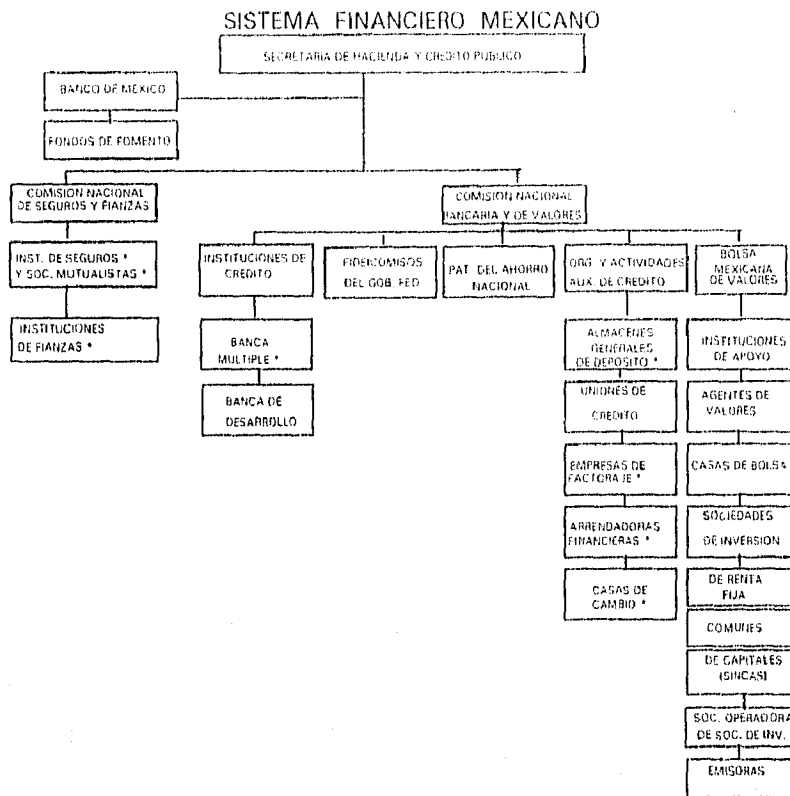 SISTEMA FINANCIERO MEXICANO
SECRETARIA DE HACIENDA Y CREDITO PUBLICO
BANCO DE MEXICO
FONDOS DE FOMENTO
COMISION NACIONAL
DE SEGUROS Y FIANZAS
COMISION NACIONAL
BANCARIA Y DE VALORES
INST. DE SEGUROS *
Y SOC. MUTUALISTAS *
INSTITUCIONES
DE FIANZAS *
INSTITUCIONES DE
CREDITO
BANCA
MULTIPLE *
BANCA DE
DESARROLLO
FIDEICOMISOS
DEL GOB. FED
PAT. DEL AHORRO
NACIONAL
ORG. Y ACTIVIDADES
AUX. DE CREDITO
ALMACENES
GENERALES
DE DEPOSITO *
UNIONES DE
CREDITO
EMPRESAS DE
FACTORAJE *
ARRENDADORAS
FINANCIERAS *
CASAS DE
CAMBIO *
BOLSA
MEXICANA
DE VALORES
INSTITUCIONES
DE APOYO
AGENTES DE
VALORES
CASAS DE BOLSA
SOCIEDADES
DE INVERSION
DE RENTA
FIJA
COMUNES
DE CAPITALES
(SINCAS)
SOC. OPERADORA
DE SOC. DE INV.
EMISORAS